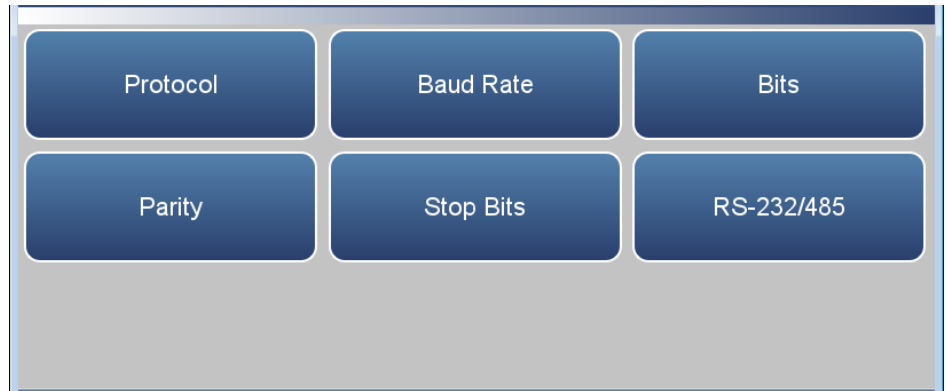 Protocol
Baud Rate
Bits
Parity
Stop Bits
RS-232/485